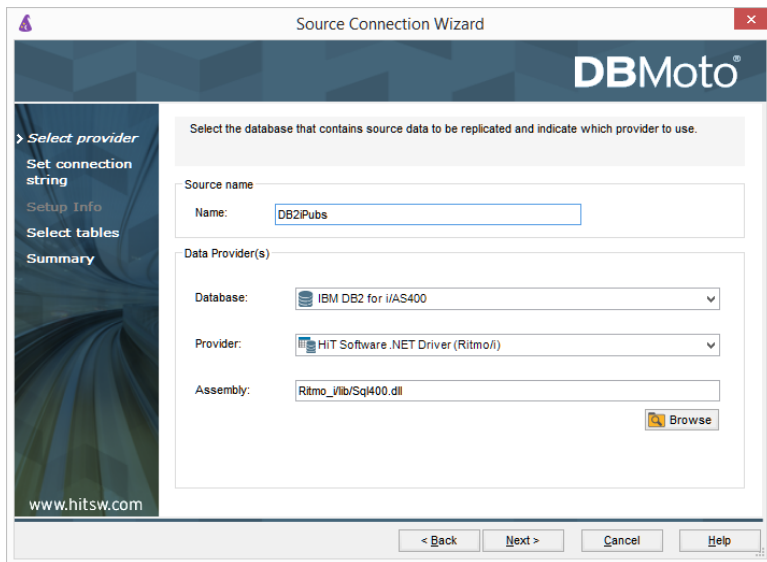 Source Connection Wizard
DBMoto®
Select provider
Set connection
string
Setup Info
Select tables
Summary
www.hitsw.com
Select the database that contains source data to be replicated and indicate which provider to use.
Source name
Name: DB2iPubs
Data Provider(s)
Database: IBM DB2 for i/AS400
Provider: HiT Software .NET Driver (Ritmo/i)
Assembly: Ritmo_i/lib/Sql400.dll
Browse
< Back Next > Cancel Help